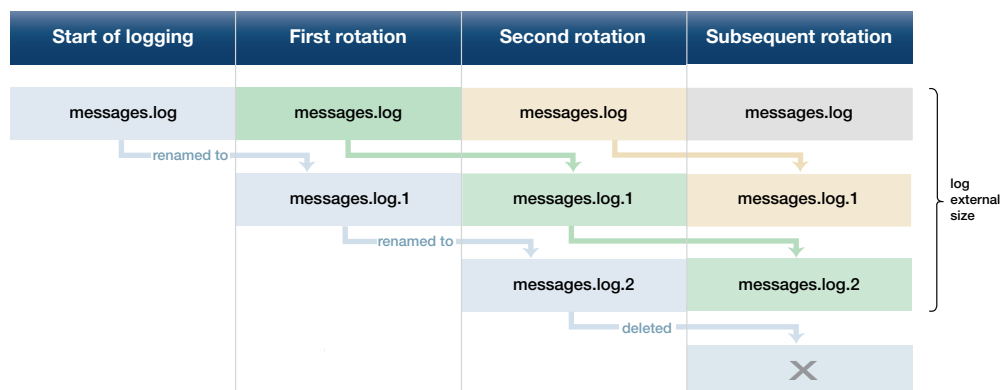 Start of logging
First rotation
Second rotation
Subsequent rotation
messages.log
messages.log
messages.log
messages.log
renamed to
messages.log.1
messages.log.1
messages.log.1
log
external
size
renamed to
messages.log.2
messages.log.2
deleted
X